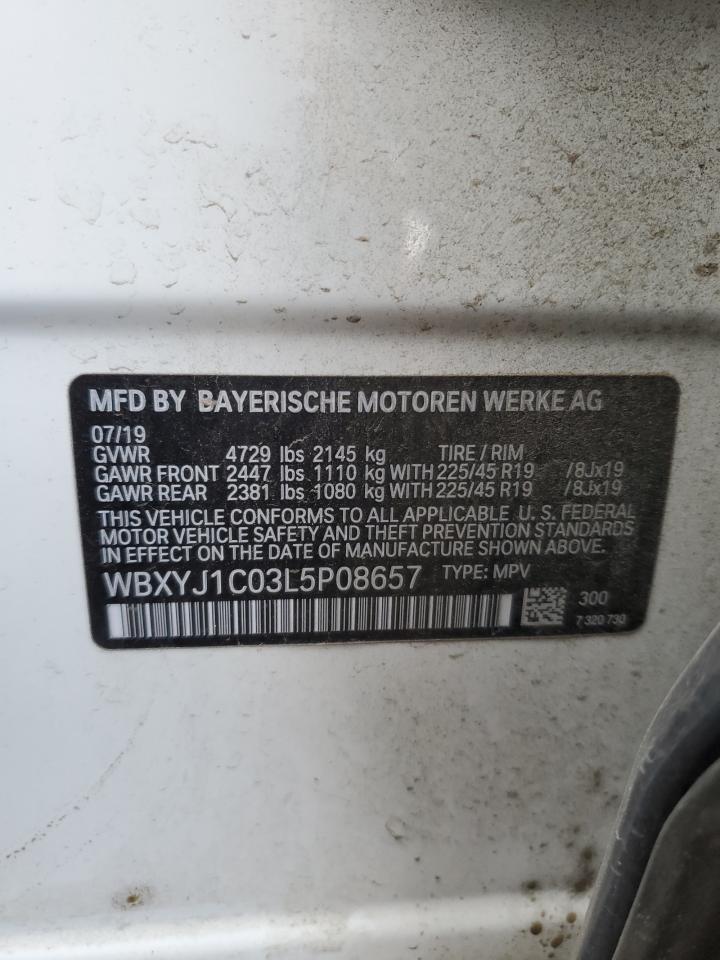 MFD BY BAYERISCHE MOTOREN WERKE AG
07/19
GVWR 4729 lbs 2145 kg TIRE / RIM
GAWR FRONT 2447 lbs 1110 kg WITH 225/45 R19 /8Jx19
GAWR REAR 2381 lbs 1080 kg WITH 225/45 R19 /8Jx19
THIS VEHICLE CONFORMS TO ALL APPLICABLE U. S. FEDERAL
MOTOR VEHICLE SAFETY AND THEFT PREVENTION STANDARDS
IN EFFECT ON THE DATE OF MANUFACTURE SHOWN ABOVE.
WBXYJ1C03L5P08657 TYPE: MPV
300
7 320 730